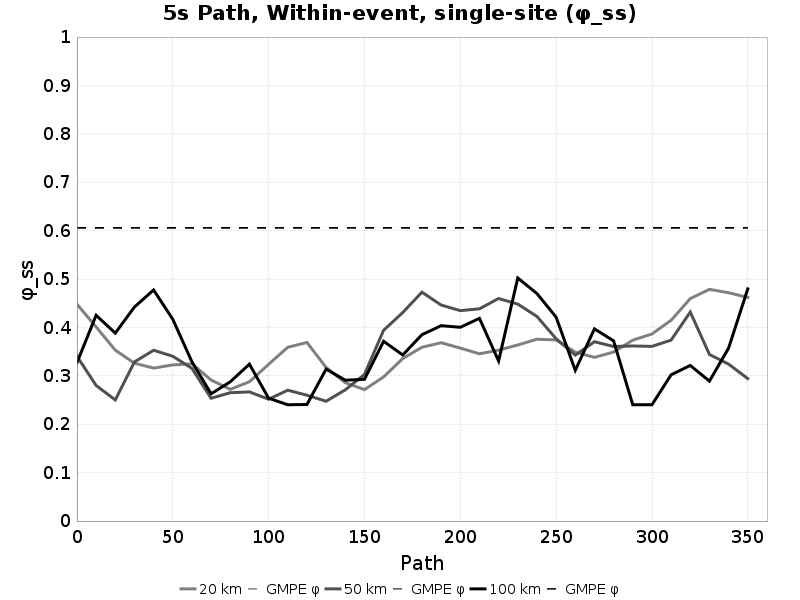 5s Path, Within-event, single-site (φ_ss)
1
0.9
0.8
0.7
0.6
0.5
0.4
0.3
0.2
0.1
0
φ_ss
0 50 100 150 200 250 300 350
Path
20 km GMPE φ 50 km GMPE φ 100 km GMPE φ